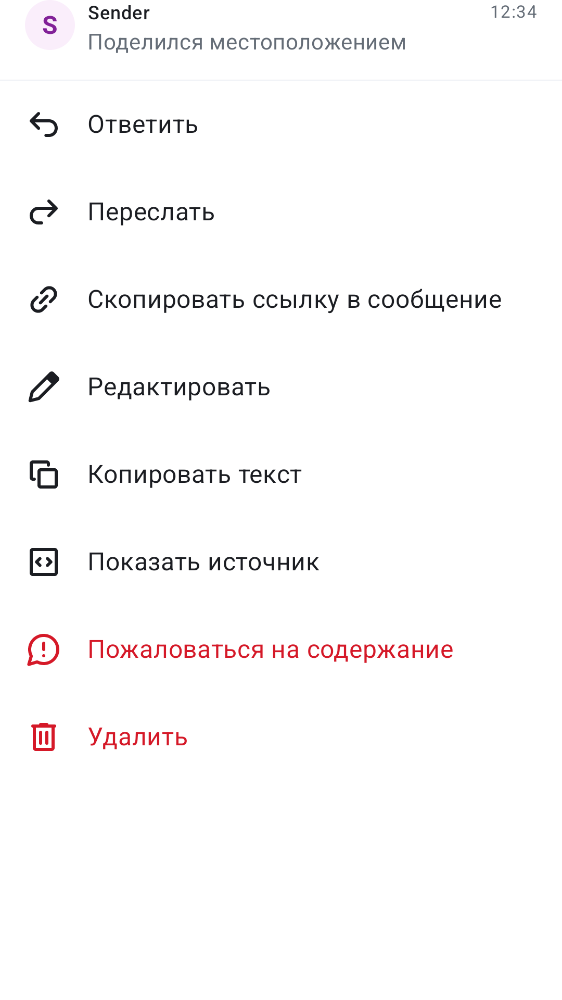 S
Sender
12:34
Поделился местоположением
Ответить
Переслать
Скопировать ссылку в сообщение
Редактировать
Копировать текст
Показать источник
Пожаловаться на содержание
Удалить